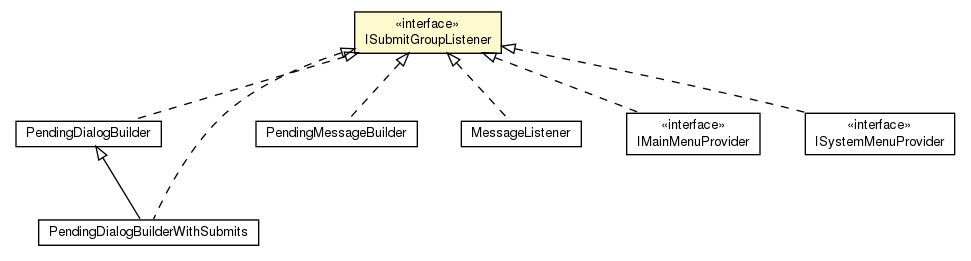 «interface»
ISubmitGroupListener
PendingDialogBuilder
PendingMessageBuilder
MessageListener
«interface»
IMainMenuProvider
«interface»
ISystemMenuProvider
PendingDialogBuilderWithSubmits